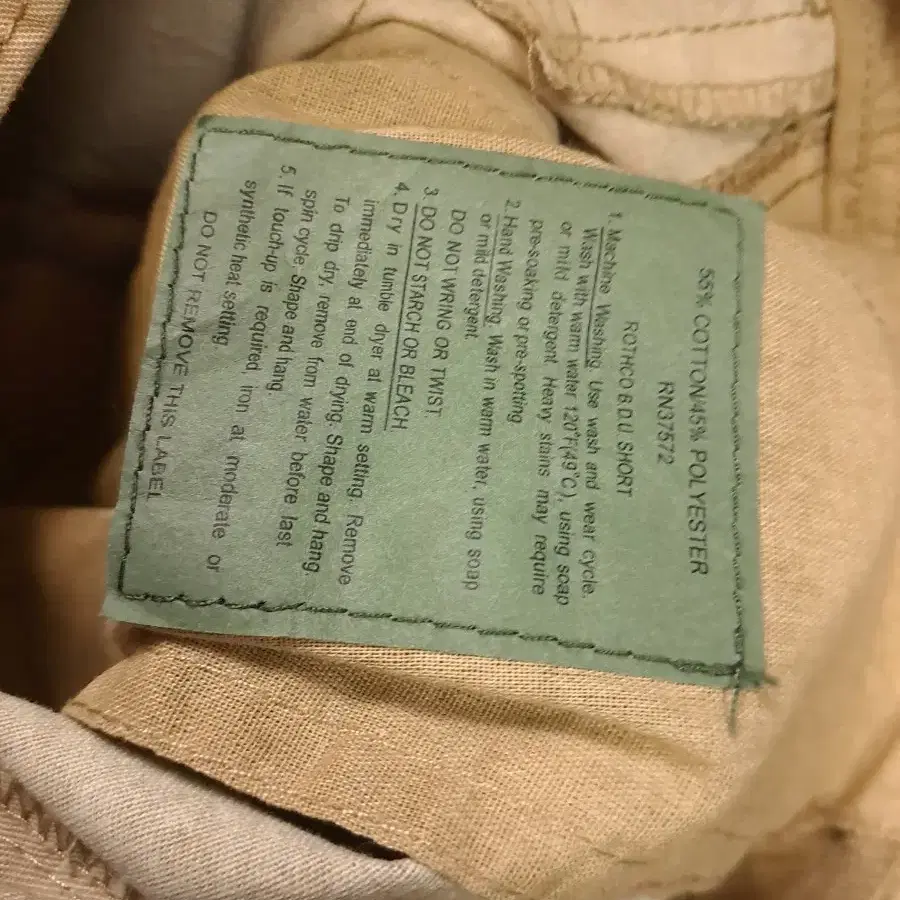 55% COTTON/45% POLYESTER
RN37572
ROTHCO B.D.U SHORT
1. Machine Washing. Use wash and wear cycle.
Wash with warm water 120°F(49°C), using soap
or mild detergent. Heavy stains may require
pre-soaking or pre-spotting.
2. Hand Washing. Wash in warm water, using soap
or mild detergent.
DO NOT WRING OR TWIST.
3. DO NOT STARCH OR BLEACH.
4. Dry in tumble dryer at warm setting. Remove
immediately at end of drying. Shape and hang.
To drip dry, remove from water before last
spin cycle. Shape and hang.
5. If touch-up is required, iron at moderate or
synthetic heat setting.
DO NOT REMOVE THIS LABEL